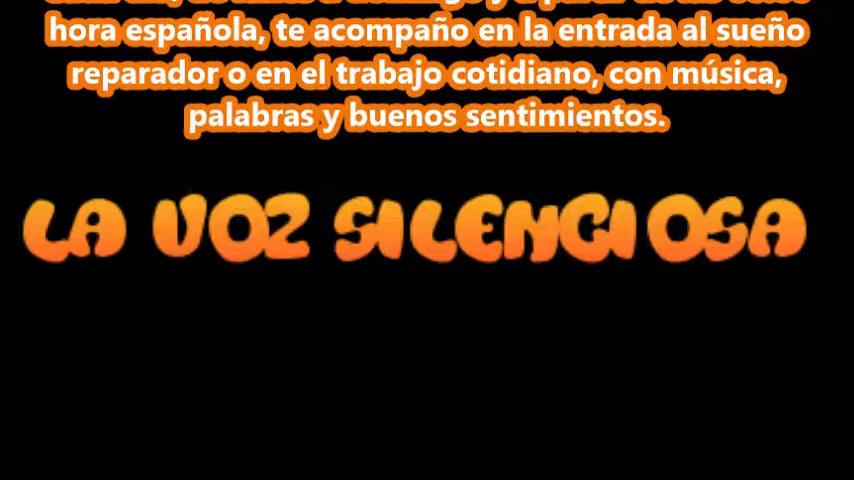 hora española, te acompaño en la entrada al sueño
reparador o en el trabajo cotidiano, con música,
palabras y buenos sentimientos.
LA VOZ SILENCIOSA